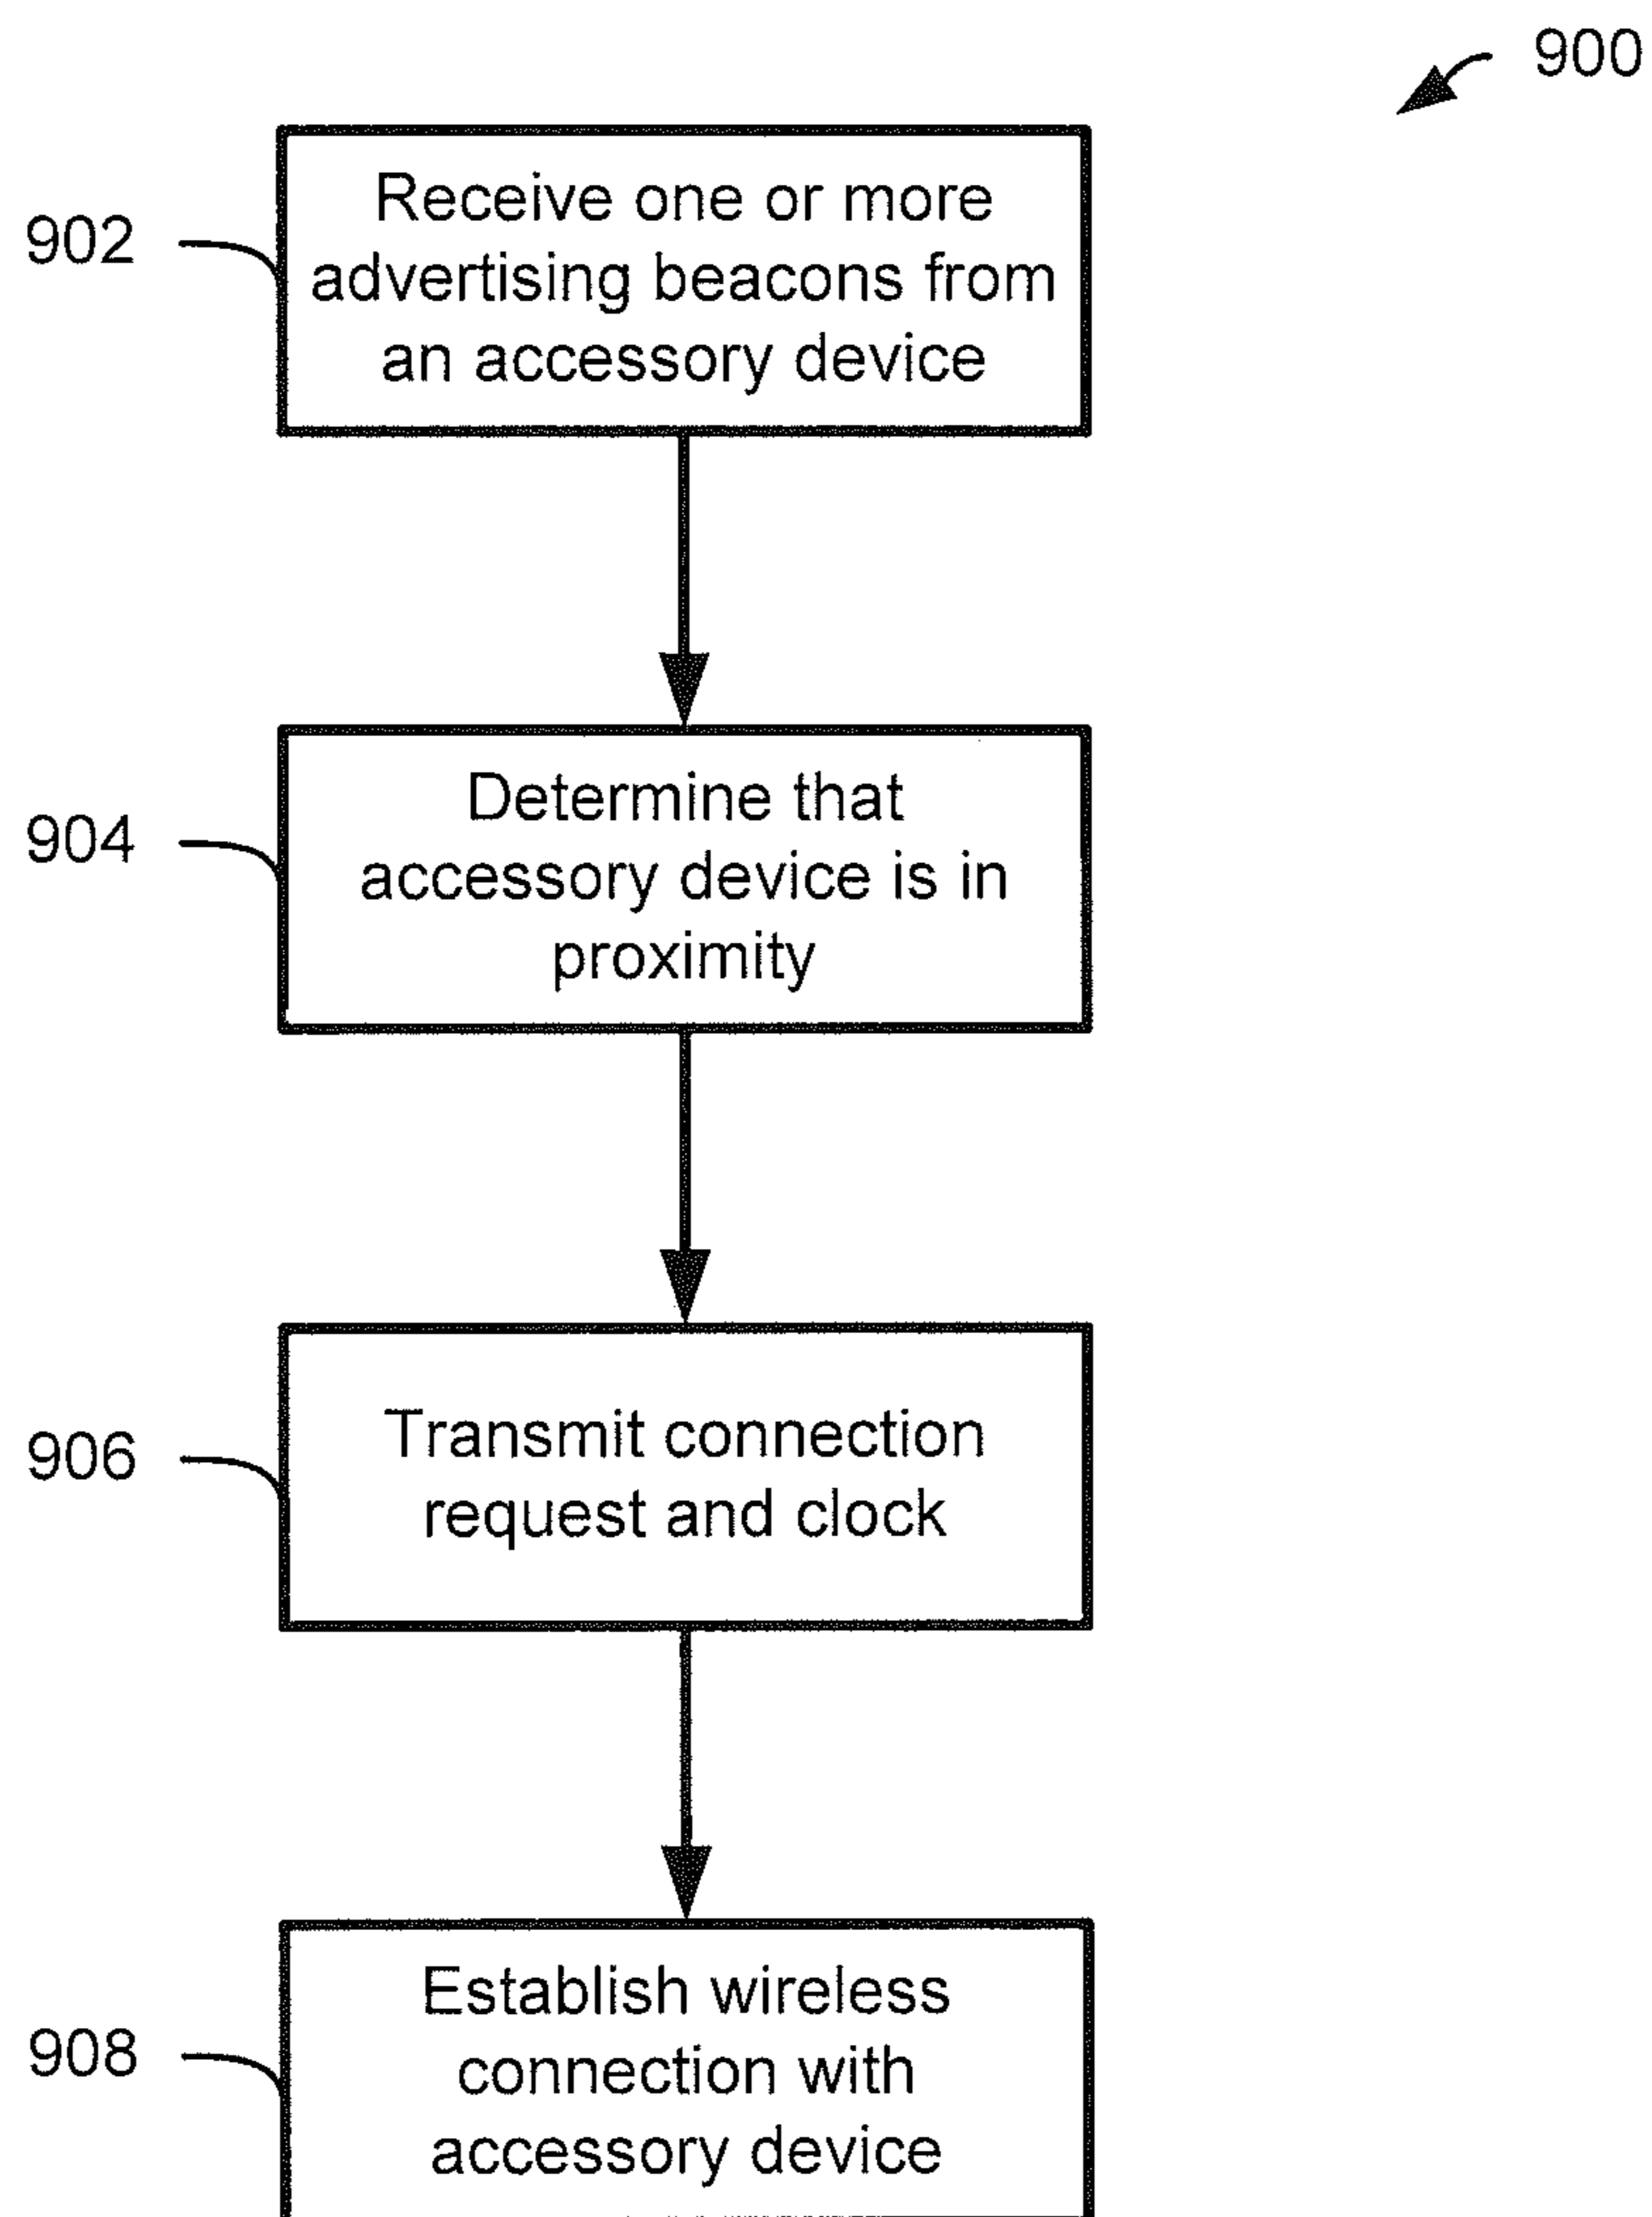 900
902
Receive one or more
advertising beacons from
an accessory device
904
Determine that
accessory device is in
proximity
906
Transmit connection
request and clock
908
Establish wireless
connection with
accessory device